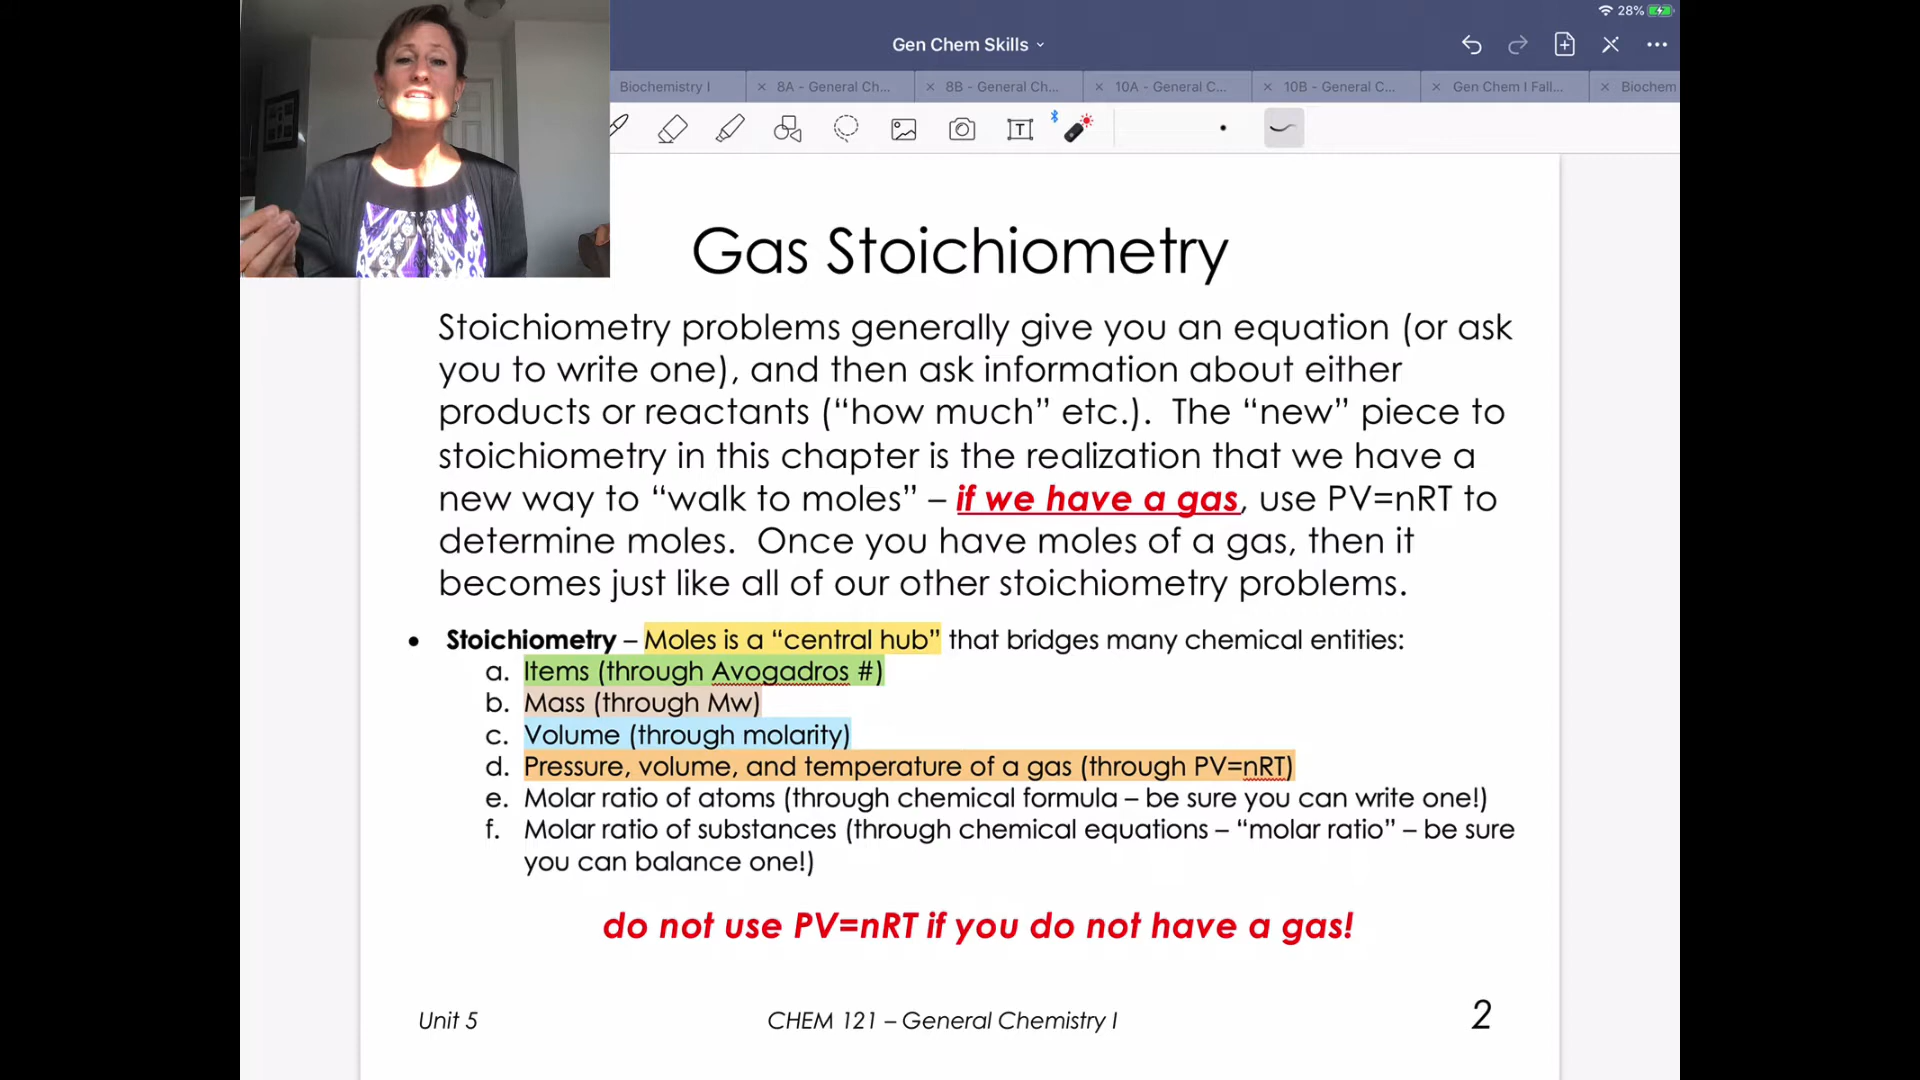 28%
Gen Chem Skills
Biochemistry I
8A - General Ch...
8B - General Ch...
10A - General C...
10B - General C...
Gen Chem I Fall...
Biochem
T
Gas Stoichiometry
Stoichiometry problems generally give you an equation (or ask
you to write one), and then ask information about either
products or reactants (“how much” etc.). The “new” piece to
stoichiometry in this chapter is the realization that we have a
new way to “walk to moles” – if we have a gas, use PV=nRT to
determine moles. Once you have moles of a gas, then it
becomes just like all of our other stoichiometry problems.
• Stoichiometry – Moles is a “central hub” that bridges many chemical entities:
a. Items (through Avogadros #)
b. Mass (through Mw)
c. Volume (through molarity)
d. Pressure, volume, and temperature of a gas (through PV=nRT)
e. Molar ratio of atoms (through chemical formula – be sure you can write one!)
f. Molar ratio of substances (through chemical equations – “molar ratio” – be sure
you can balance one!)
do not use PV=nRT if you do not have a gas!
Unit 5
CHEM 121 – General Chemistry I
2